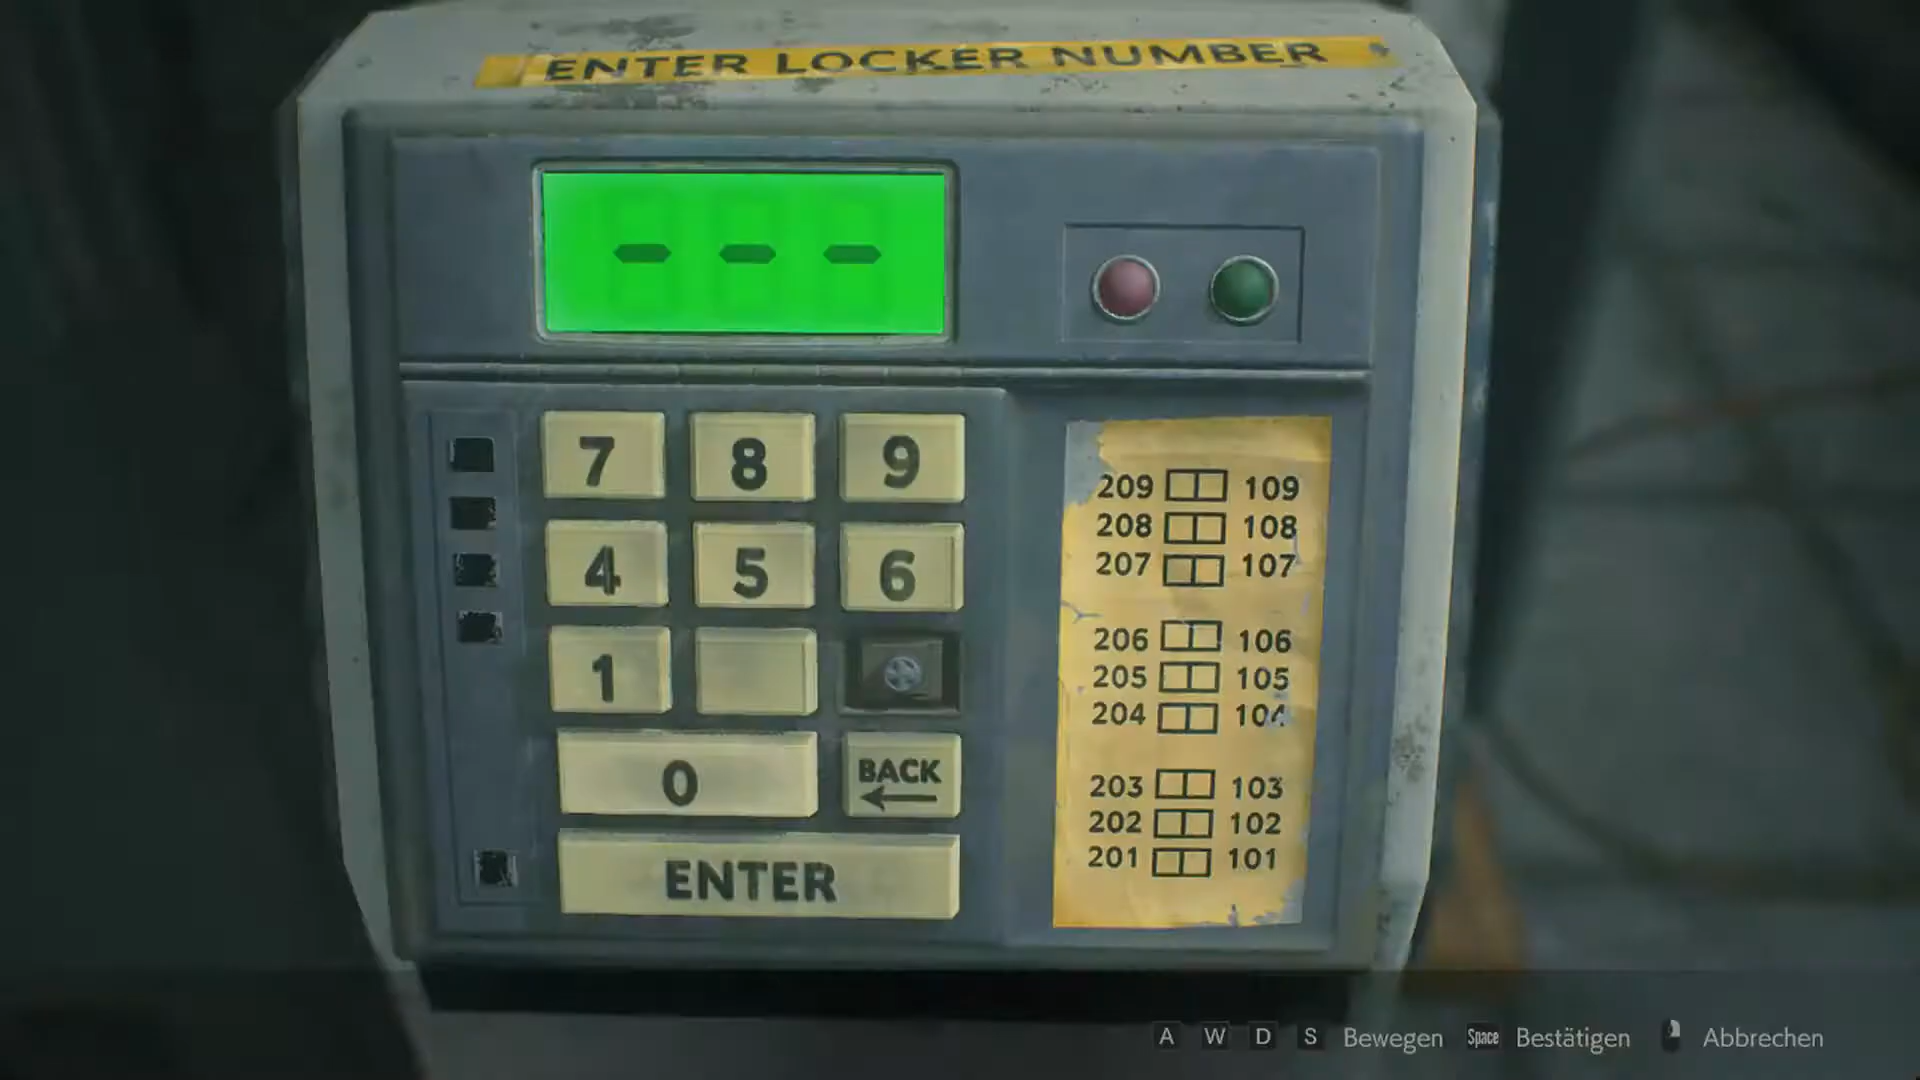 ENTER LOCKER NUMBER
- - -
7 8 9
4 5 6
1
0 BACK
ENTER
209 109
208 108
207 107
206 106
205 105
204 104
203 103
202 102
201 101
A W D S Bewegen Space Bestätigen Abbrechen